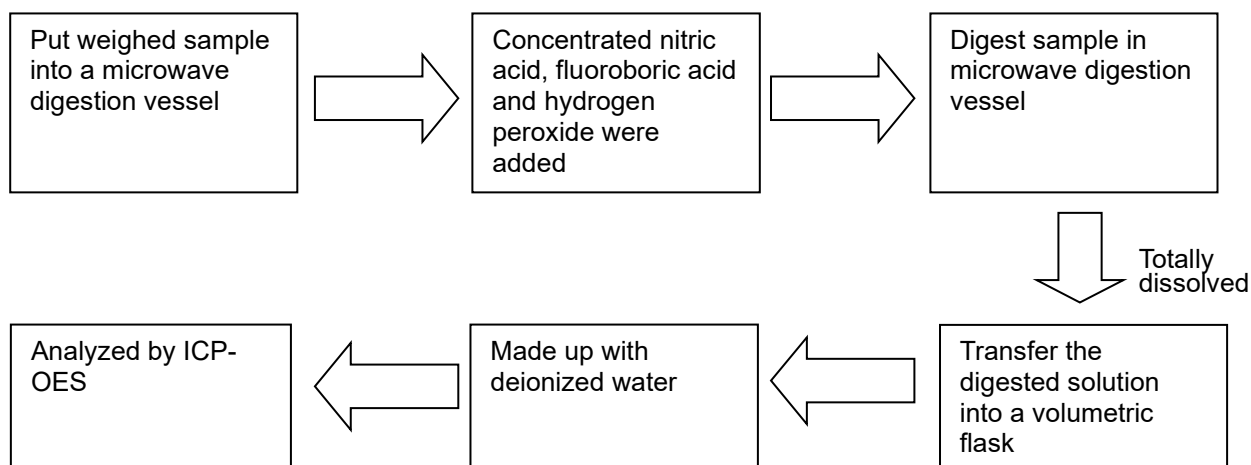 Put weighed sample
into a microwave
digestion vessel
Concentrated nitric
acid, fluoroboric acid
and hydrogen
peroxide were
added
Digest sample in
microwave digestion
vessel
Totally
dissolved
Transfer the
digested solution
into a volumetric
flask
Made up with
deionized water
Analyzed by ICP-
OES